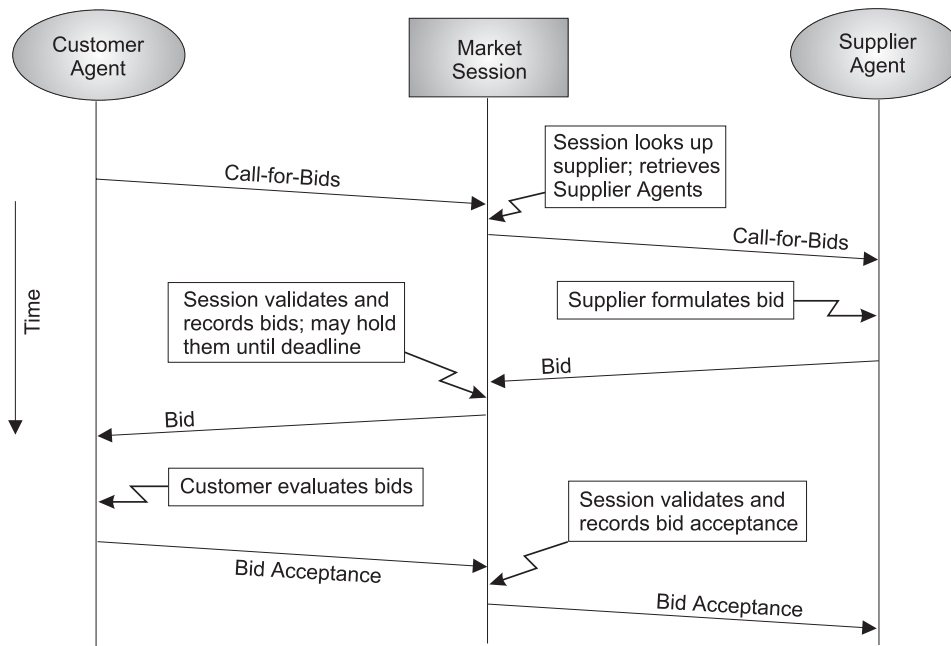 Customer
Agent
Market
Session
Supplier
Agent
Session looks up
supplier; retrieves
Supplier Agents
Call-for-Bids
Call-for-Bids
Time
Session validates and
records bids; may hold
them until deadline
Supplier formulates bid
Bid
Bid
Customer evaluates bids
Session validates and
records bid acceptance
Bid Acceptance
Bid Acceptance